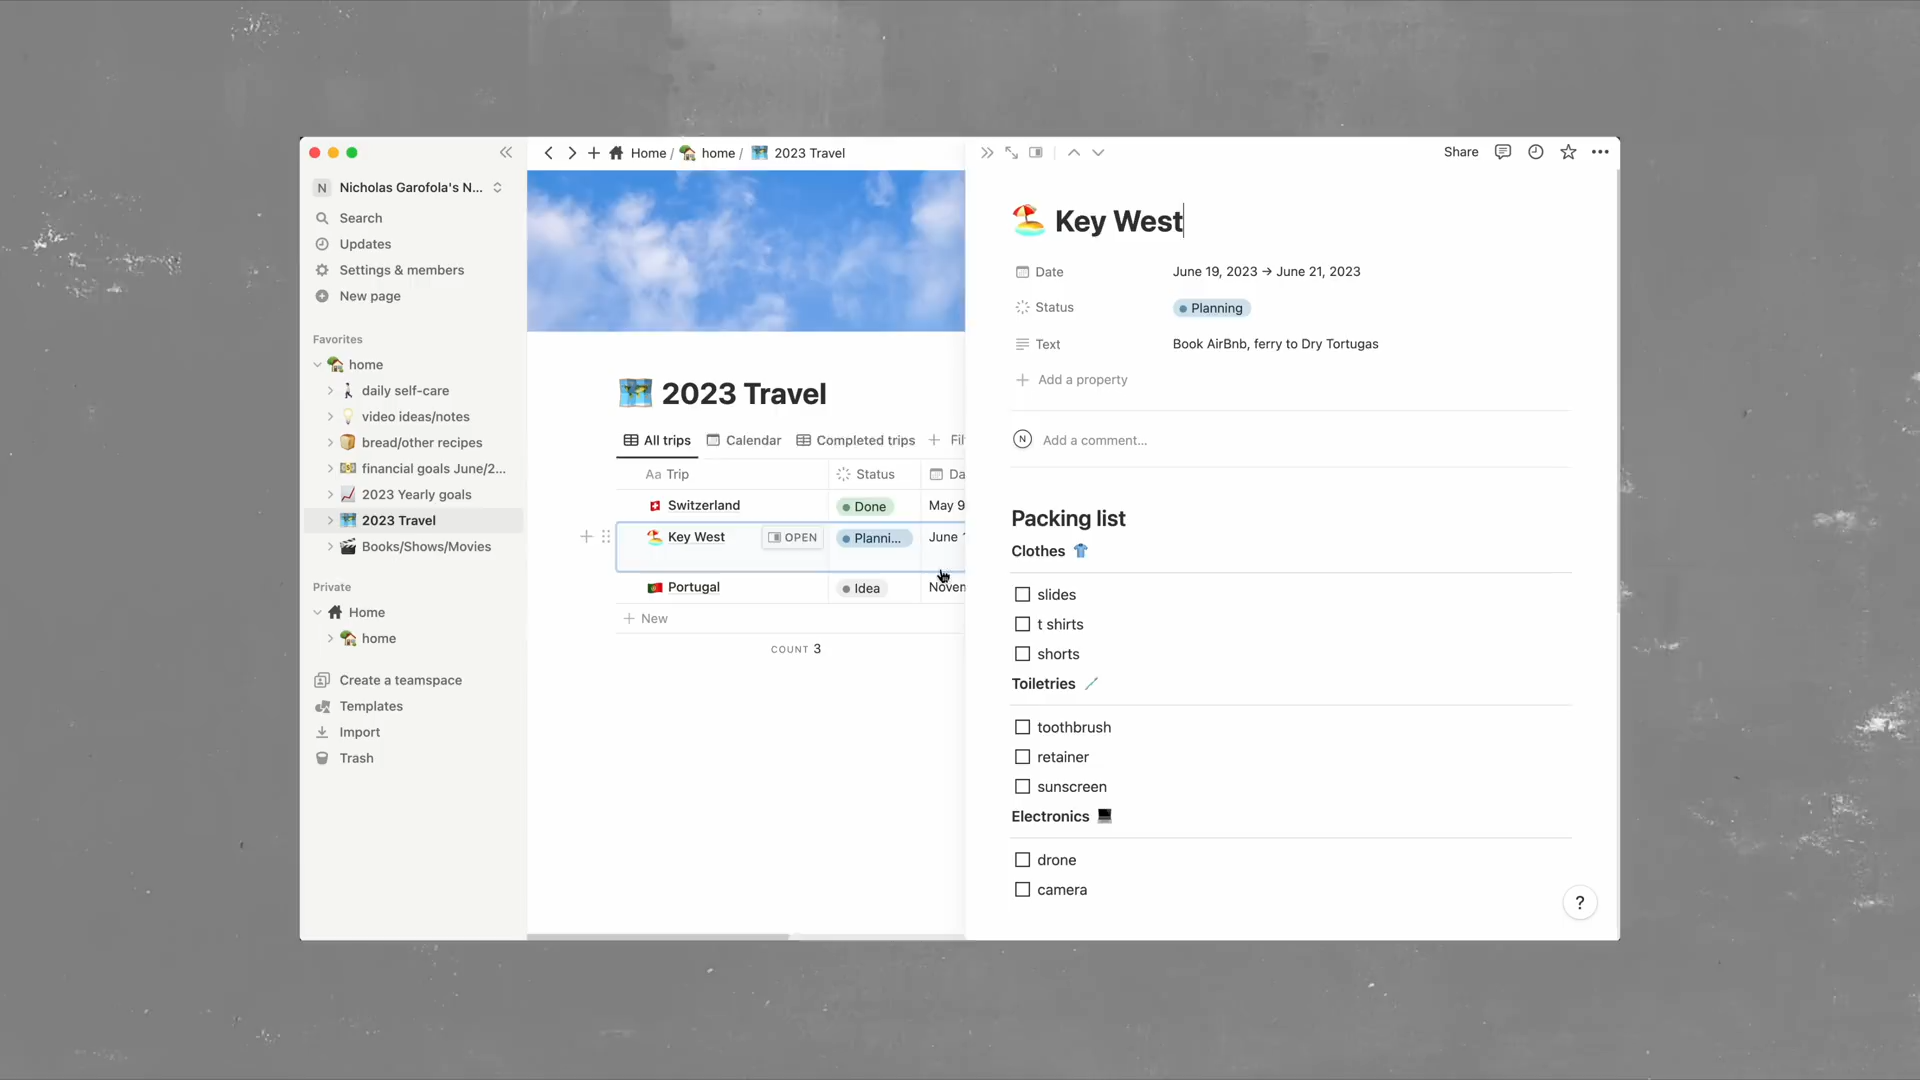 Nicholas Garofola's N...
Search
Updates
Settings & members
New page
Favorites
home
daily self-care
video ideas/notes
bread/other recipes
financial goals June/2...
2023 Yearly goals
2023 Travel
Books/Shows/Movies
Private
Home
home
Create a teamspace
Templates
Import
Trash
Home / home / 2023 Travel
2023 Travel
All trips Calendar Completed trips Fil
Aa Trip Status Da
Switzerland Done May 9
Key West OPEN Planni... June
Portugal Idea Noven
New
COUNT 3
Share
Key West
Date June 19, 2023 → June 21, 2023
Status Planning
Text Book AirBnb, ferry to Dry Tortugas
Add a property
N Add a comment...
Packing list
Clothes
slides
t shirts
shorts
Toiletries
toothbrush
retainer
sunscreen
Electronics
drone
camera
?